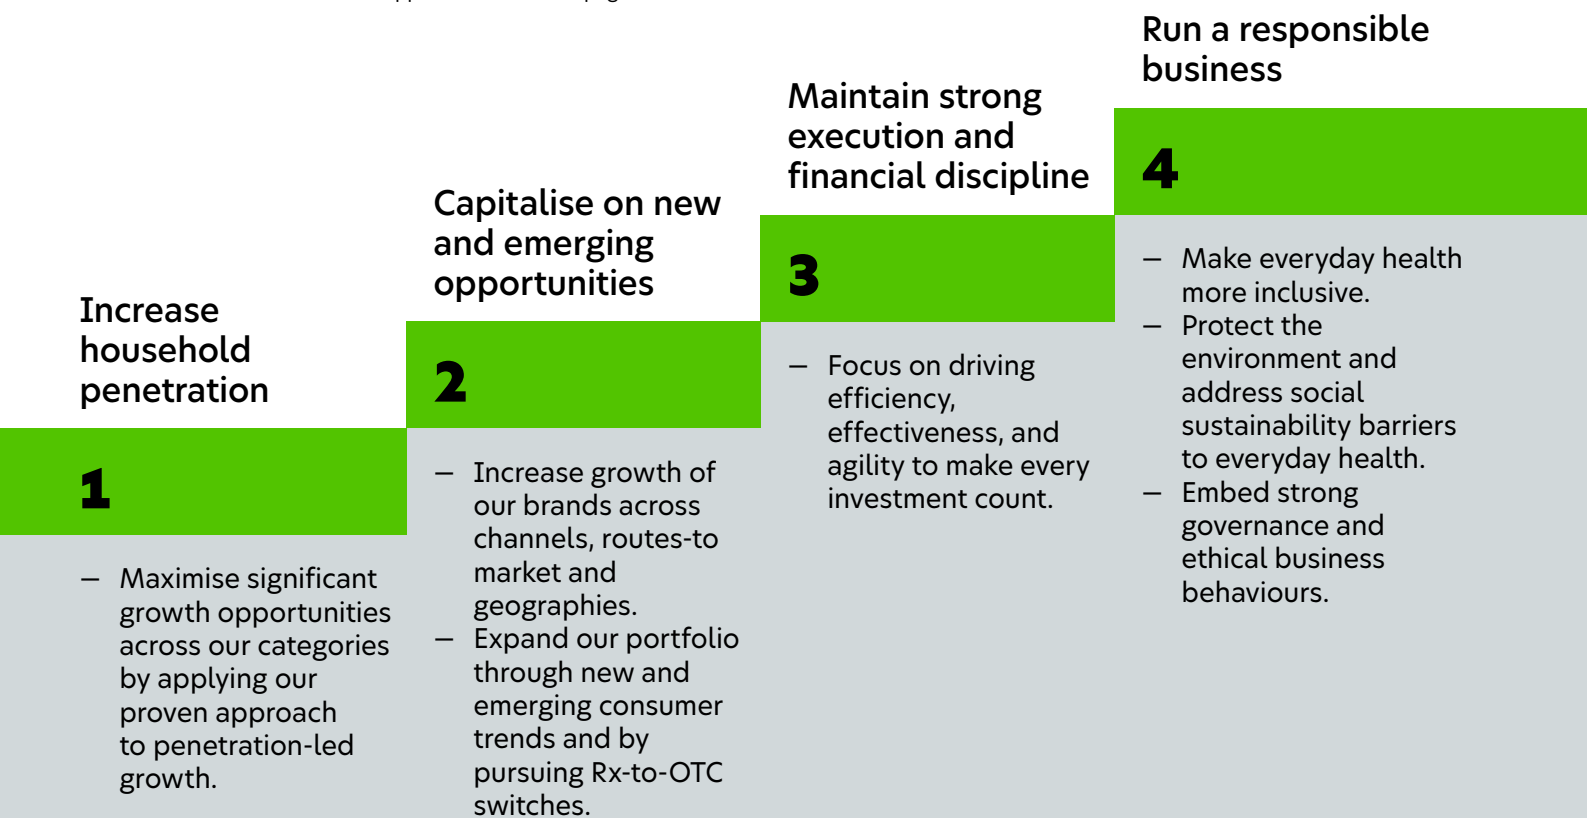 Increase
household
penetration
1
— Maximise significant
growth opportunities
across our categories
by applying our
proven approach
to penetration-led
growth.
Capitalise on new
and emerging
opportunities
2
— Increase growth of
our brands across
channels, routes-to
market and
geographies.
— Expand our portfolio
through new and
emerging consumer
trends and by
pursuing Rx-to-OTC
switches.
Maintain strong
execution and
financial discipline
3
— Focus on driving
efficiency,
effectiveness, and
agility to make every
investment count.
Run a responsible
business
4
— Make everyday health
more inclusive.
— Protect the
environment and
address social
sustainability barriers
to everyday health.
— Embed strong
governance and
ethical business
behaviours.